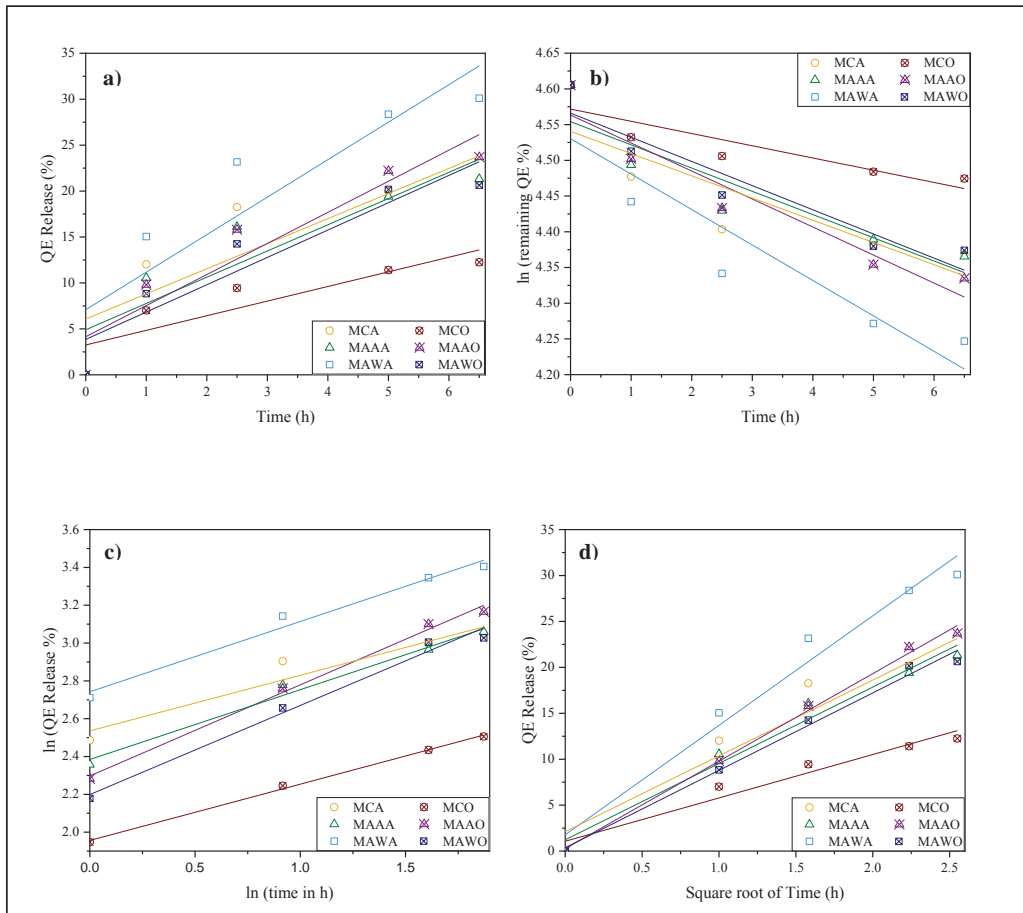 a)
QE Release (%)
35
30
25
20
15
10
5
0
0 1 2 3 4 5 6
Time (h)
MCA MCO
MAAA MAAO
MAWA MAWO
b)
ln (remaining QE %)
4.65
4.60
4.55
4.50
4.45
4.40
4.35
4.30
4.25
4.20
0 1 2 3 4 5 6
Time (h)
MCA MCO
MAAA MAAO
MAWA MAWO
c)
ln (QE Release %)
3.6
3.4
3.2
3.0
2.8
2.6
2.4
2.2
2.0
0.0 0.5 1.0 1.5
ln (time in h)
MCA MCO
MAAA MAAO
MAWA MAWO
d)
QE Release (%)
35
30
25
20
15
10
5
0
0.0 0.5 1.0 1.5 2.0 2.5
Square root of Time (h)
MCA MCO
MAAA MAAO
MAWA MAWO